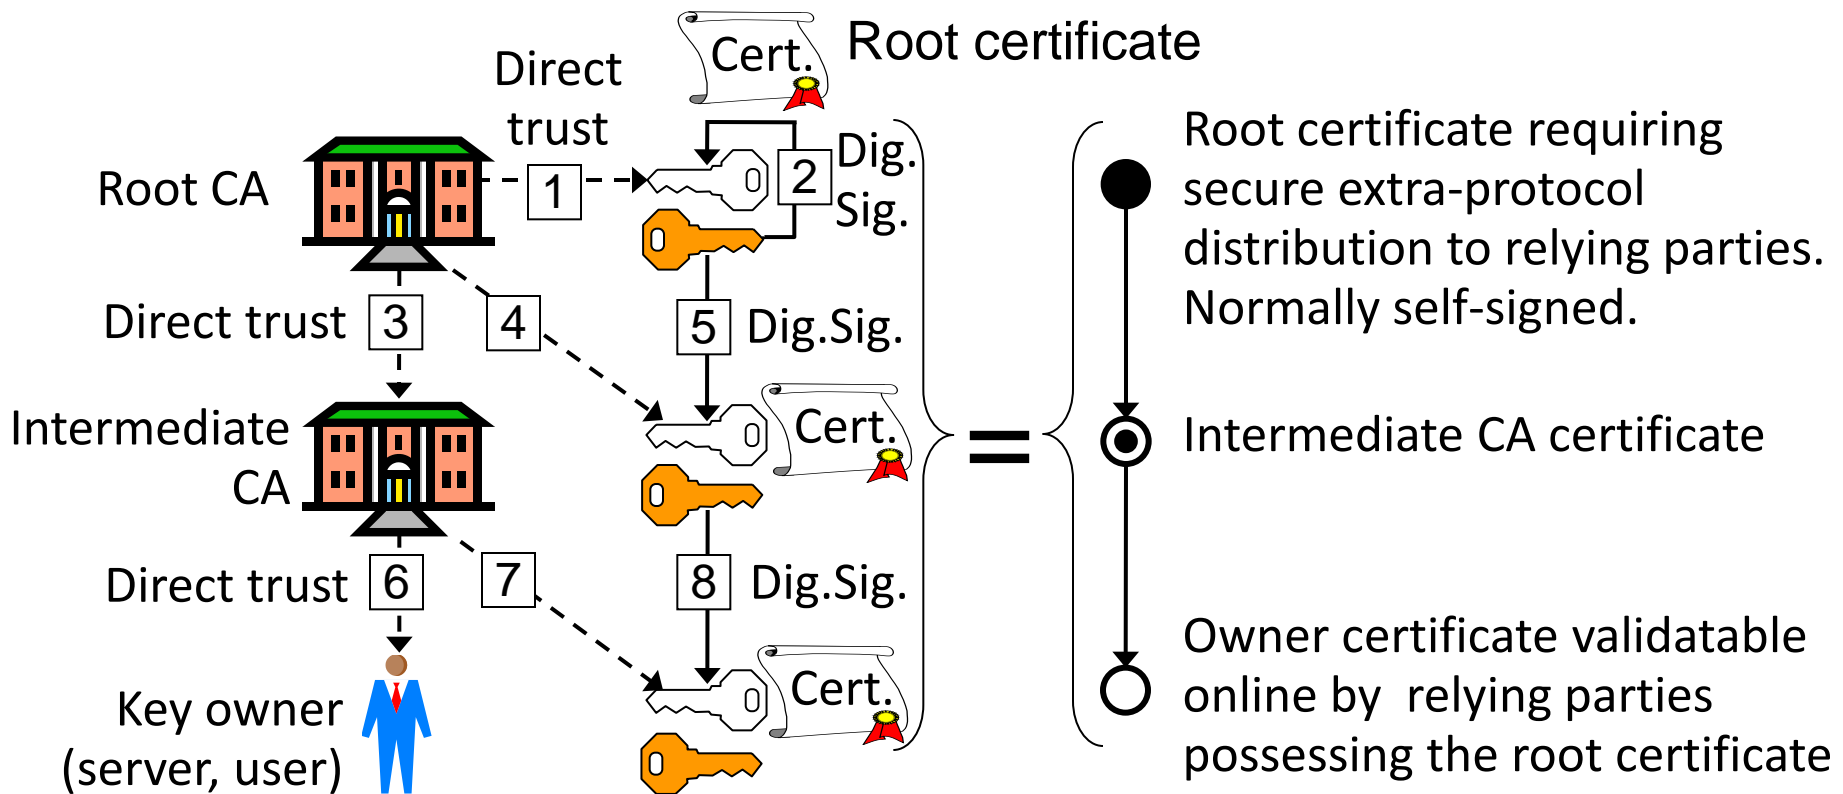 Cert.
Root certificate
Direct
trust
Root CA
1
2
Dig.
Sig.
Direct trust
3
4
5
Dig.Sig.
Intermediate
CA
Cert.
Direct trust
6
7
8
Dig.Sig.
Key owner
(server, user)
Cert.
=
Root certificate requiring
secure extra-protocol
distribution to relying parties.
Normally self-signed.
Intermediate CA certificate
Owner certificate validatable
online by relying parties
possessing the root certificate